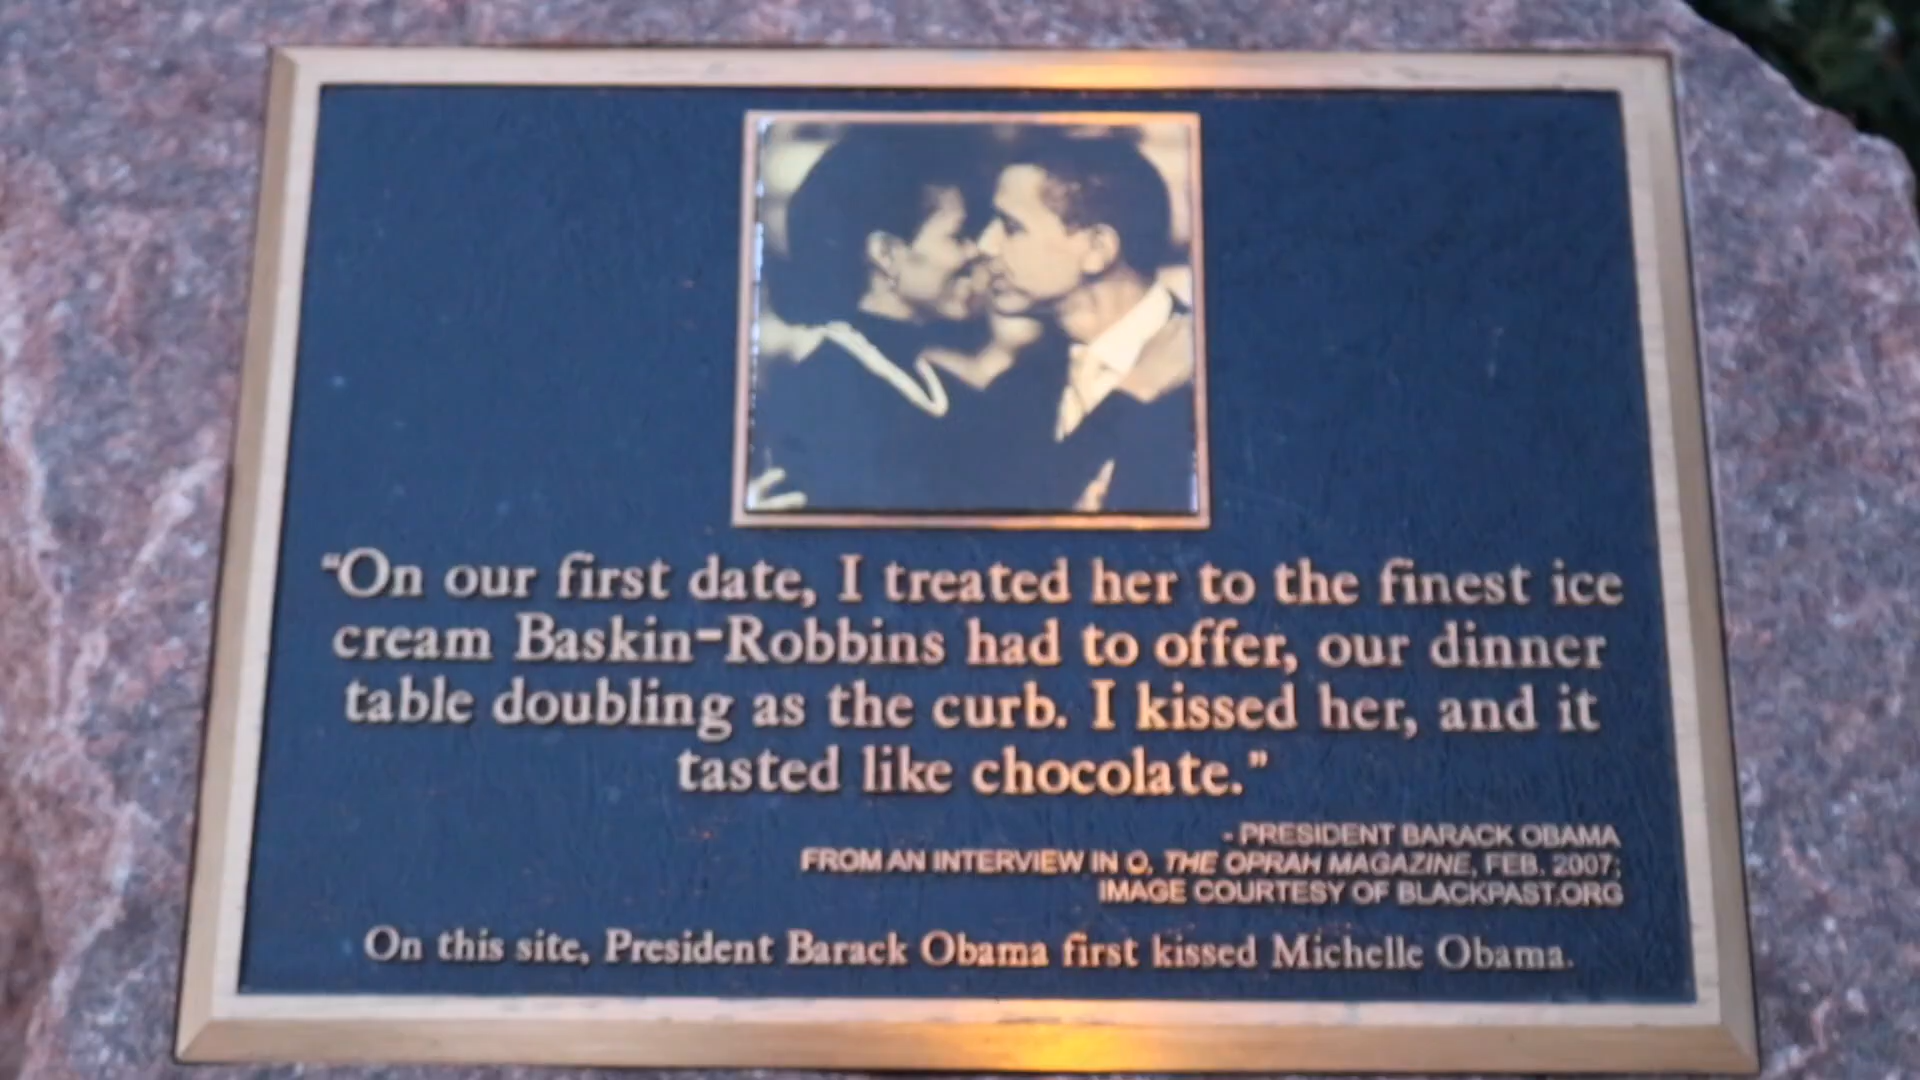 “On our first date, I treated her to the finest ice
cream Baskin-Robbins had to offer, our dinner
table doubling as the curb. I kissed her, and it
tasted like chocolate.”
- PRESIDENT BARACK OBAMA
FROM AN INTERVIEW IN O, THE OPRAH MAGAZINE, FEB. 2007;
IMAGE COURTESY OF BLACKPAST.ORG
On this site, President Barack Obama first kissed Michelle Obama.